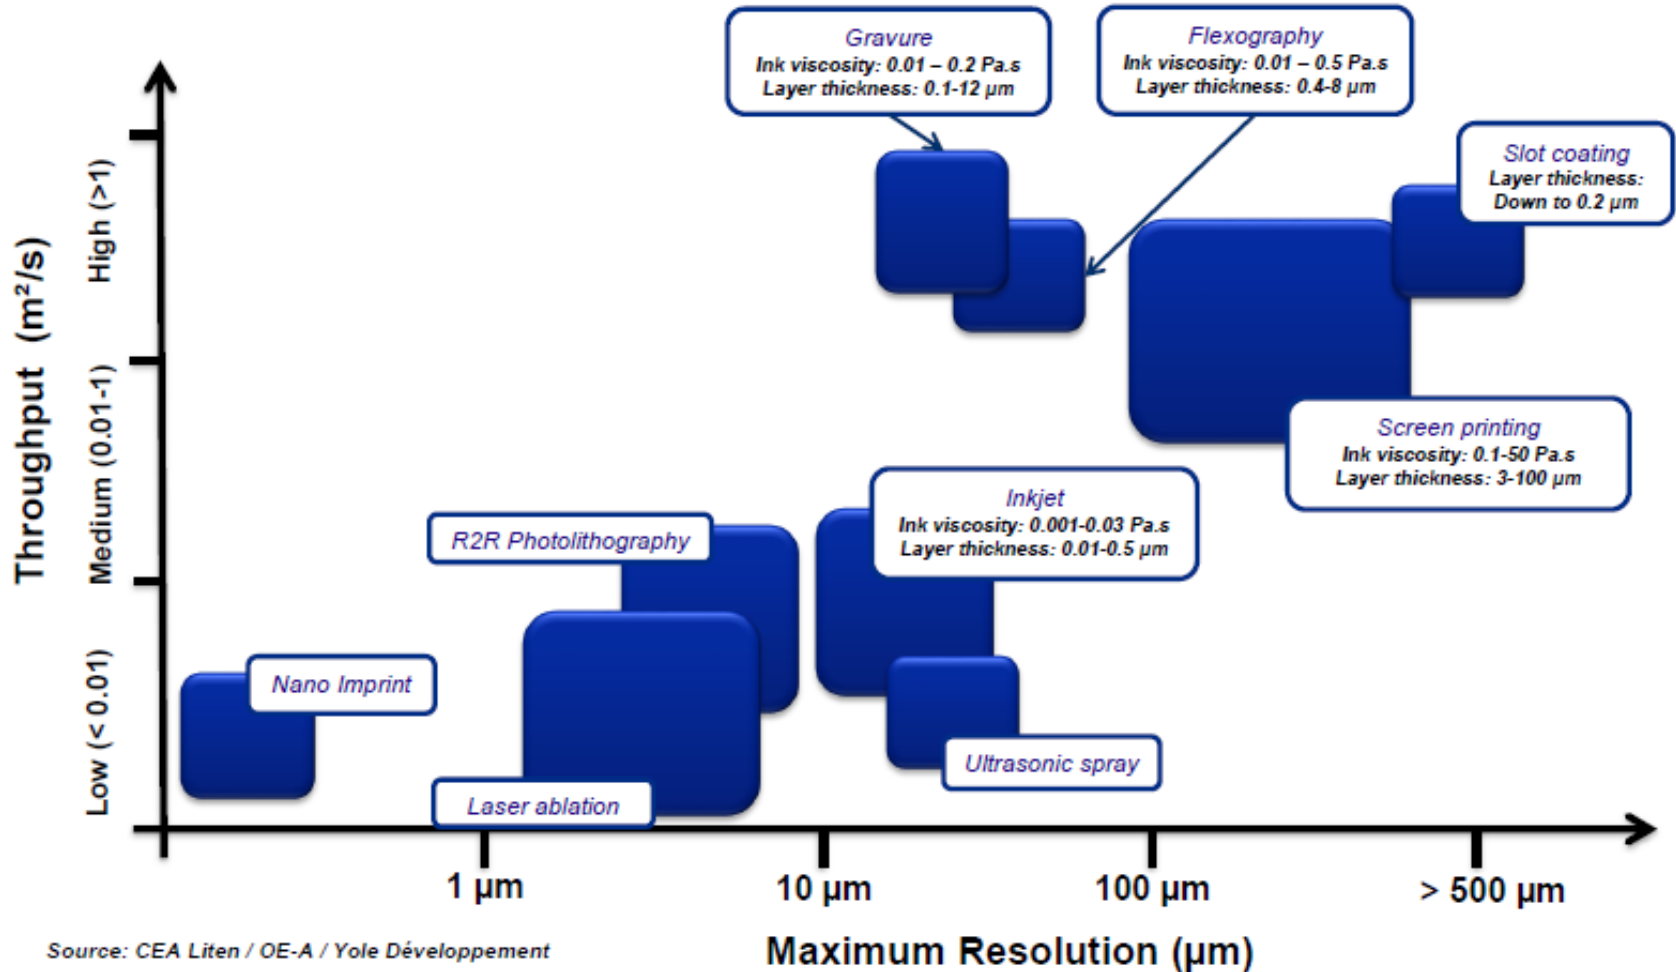 Gravure
Ink viscosity: 0.01 – 0.2 Pa.s
Layer thickness: 0.1-12 µm
Flexography
Ink viscosity: 0.01 – 0.5 Pa.s
Layer thickness: 0.4-8 µm
Slot coating
Layer thickness:
Down to 0.2 µm
Screen printing
Ink viscosity: 0.1-50 Pa.s
Layer thickness: 3-100 µm
Inkjet
Ink viscosity: 0.001-0.03 Pa.s
Layer thickness: 0.01-0.5 µm
R2R Photolithography
Nano Imprint
Ultrasonic spray
Laser ablation
Throughput (m²/s)
High (>1)
Medium (0.01-1)
Low (< 0.01)
1 µm
10 µm
100 µm
> 500 µm
Maximum Resolution (µm)
Source: CEA Liten / OE-A / Yole Développement